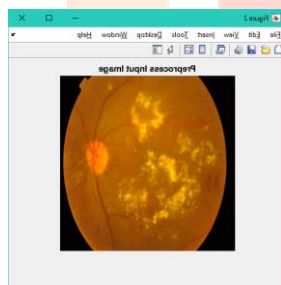 Figure 2
File Edit View Insert Tools Desktop Window Help
Preprocess Input Image